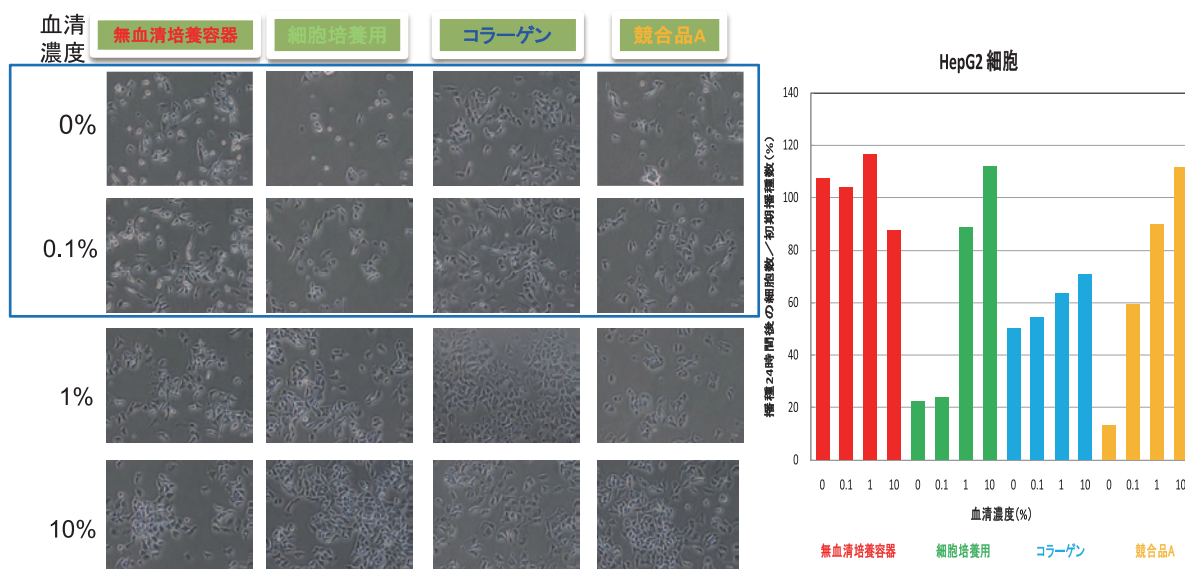 血清
濃度
無血清培養容器
細胞培養用
コラーゲン
競合品A
0%
0.1%
1%
10%
HepG2 細胞
播種24時間後の細胞数／初期播種数(%)
140
120
100
80
60
40
20
0
0 0.1 1 10 0 0.1 1 10 0 0.1 1 10 0 0.1 1 10
血清濃度(%)
無血清培養容器 細胞培養用 コラーゲン 競合品A